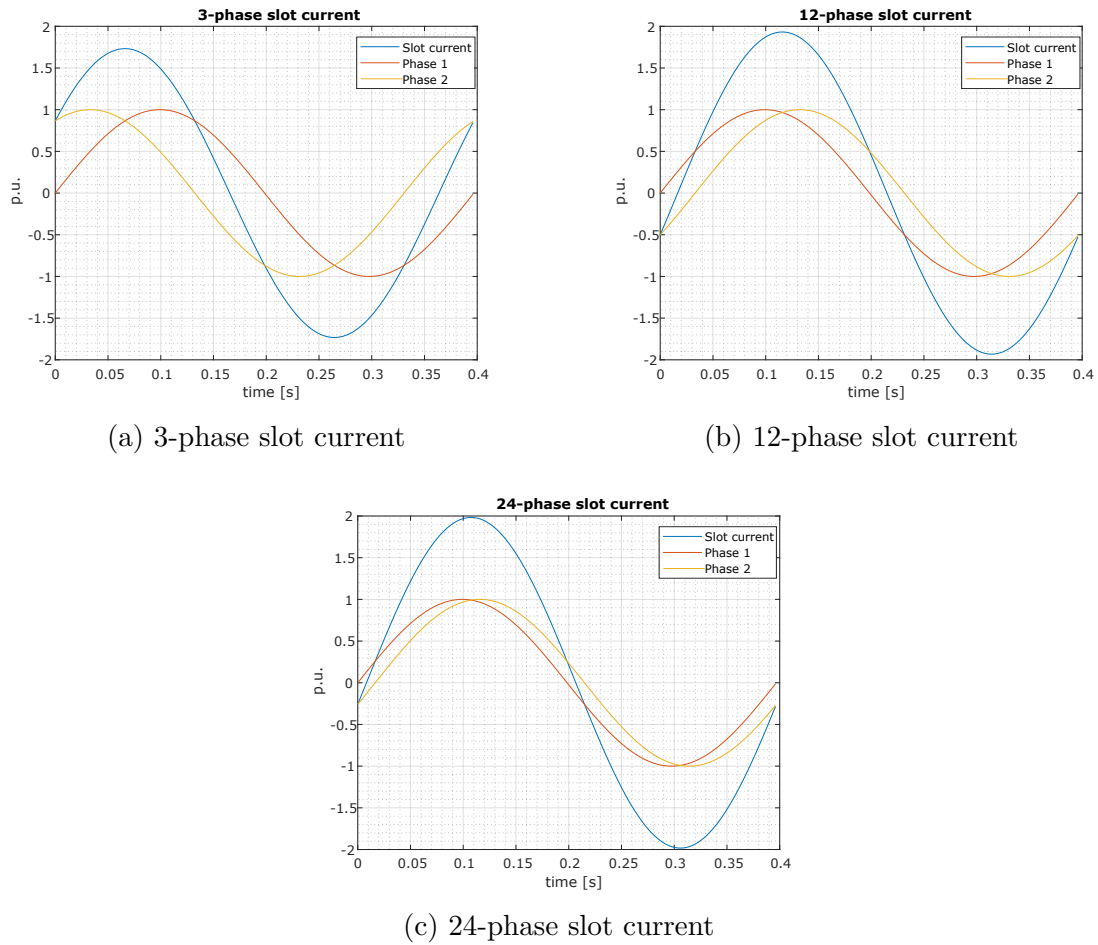 3-phase slot current
2
1.5
1
0.5
0
-0.5
-1
-1.5
-2
p.u.
Slot current
Phase 1
Phase 2
0 0.05 0.1 0.15 0.2 0.25 0.3 0.35 0.4
time [s]
(a) 3-phase slot current
12-phase slot current
2
1.5
1
0.5
0
-0.5
-1
-1.5
-2
p.u.
Slot current
Phase 1
Phase 2
0 0.05 0.1 0.15 0.2 0.25 0.3 0.35 0.4
time [s]
(b) 12-phase slot current
24-phase slot current
2
1.5
1
0.5
0
-0.5
-1
-1.5
-2
p.u.
Slot current
Phase 1
Phase 2
0 0.05 0.1 0.15 0.2 0.25 0.3 0.35 0.4
time [s]
(c) 24-phase slot current